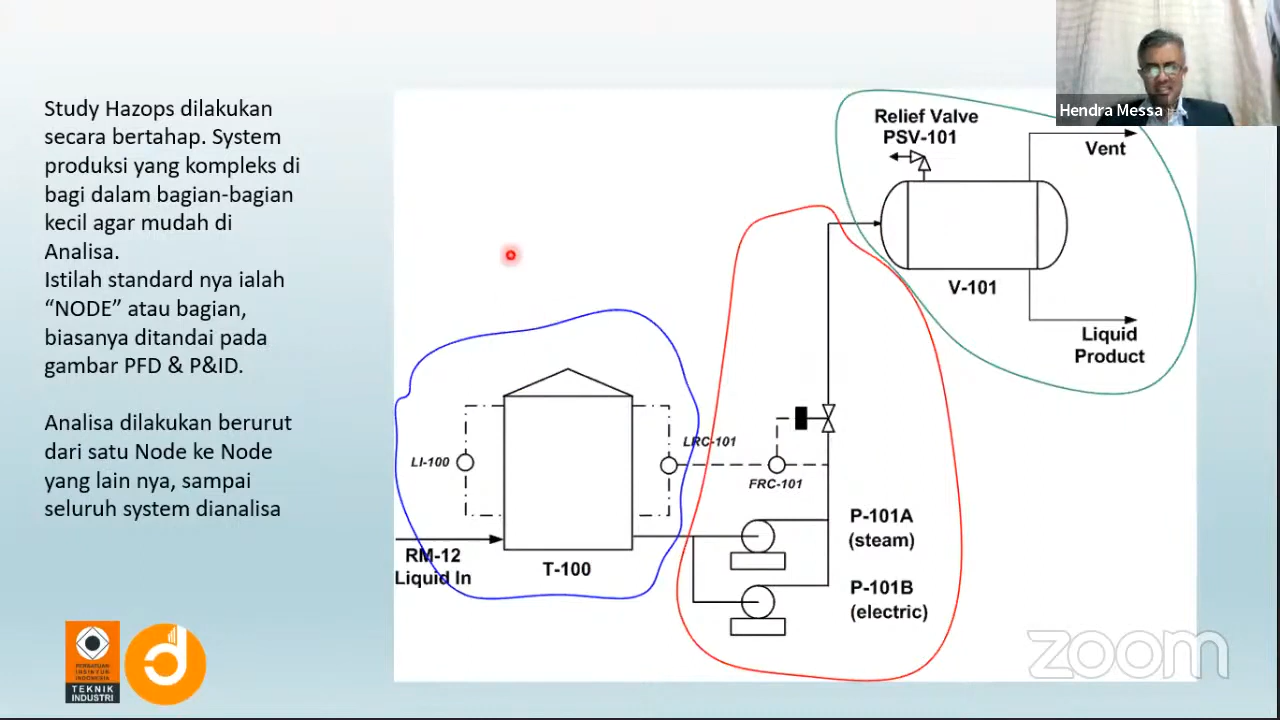 Study Hazops dilakukan
secara bertahap. System
produksi yang kompleks di
bagi dalam bagian-bagian
kecil agar mudah di
Analisa.
Istilah standard nya ialah
“NODE” atau bagian,
biasanya ditandai pada
gambar PFD & P&ID.
Analisa dilakukan berurut
dari satu Node ke Node
yang lain nya, sampai
seluruh system dianalisa
Hendra Messa
Relief Valve
PSV-101
Vent
V-101
Liquid
Product
LRC-101
LI-100
FRC-101
P-101A
(steam)
RM-12
Liquid In
T-100
P-101B
(electric)
PERSATUAN
INSINYUR
INDONESIA
TEKNIK
INDUSTRI
zoom